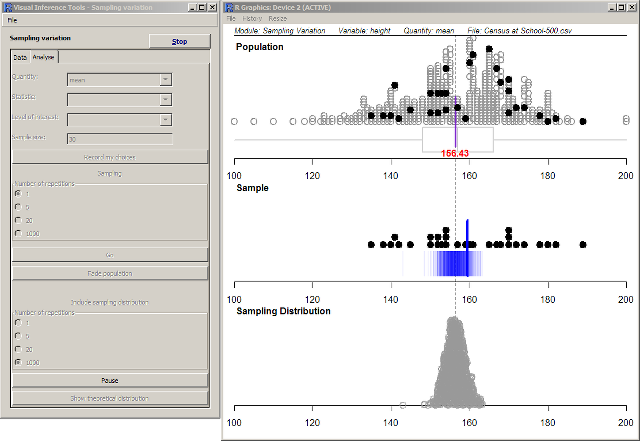 Visual Inference Tools - Sampling variation
File
Sampling variation
Stop
Data
Analyse
Quantity:
mean
Statistic:
Level of interest:
Sample size:
30
Record my choices
Sampling
Number of repetitions
1
5
20
1000
Go
Fade population
Include sampling distribution
Number of repetitions
1
5
20
1000
Pause
Show theoretical distribution
R Graphics: Device 2 (ACTIVE)
File History Resize
Module: Sampling Variation Variable: height Quantity: mean File: Census at School-500.csv
Population
156.43
100 120 140 160 180 200
Sample
100 120 140 160 180 200
Sampling Distribution
100 120 140 160 180 200